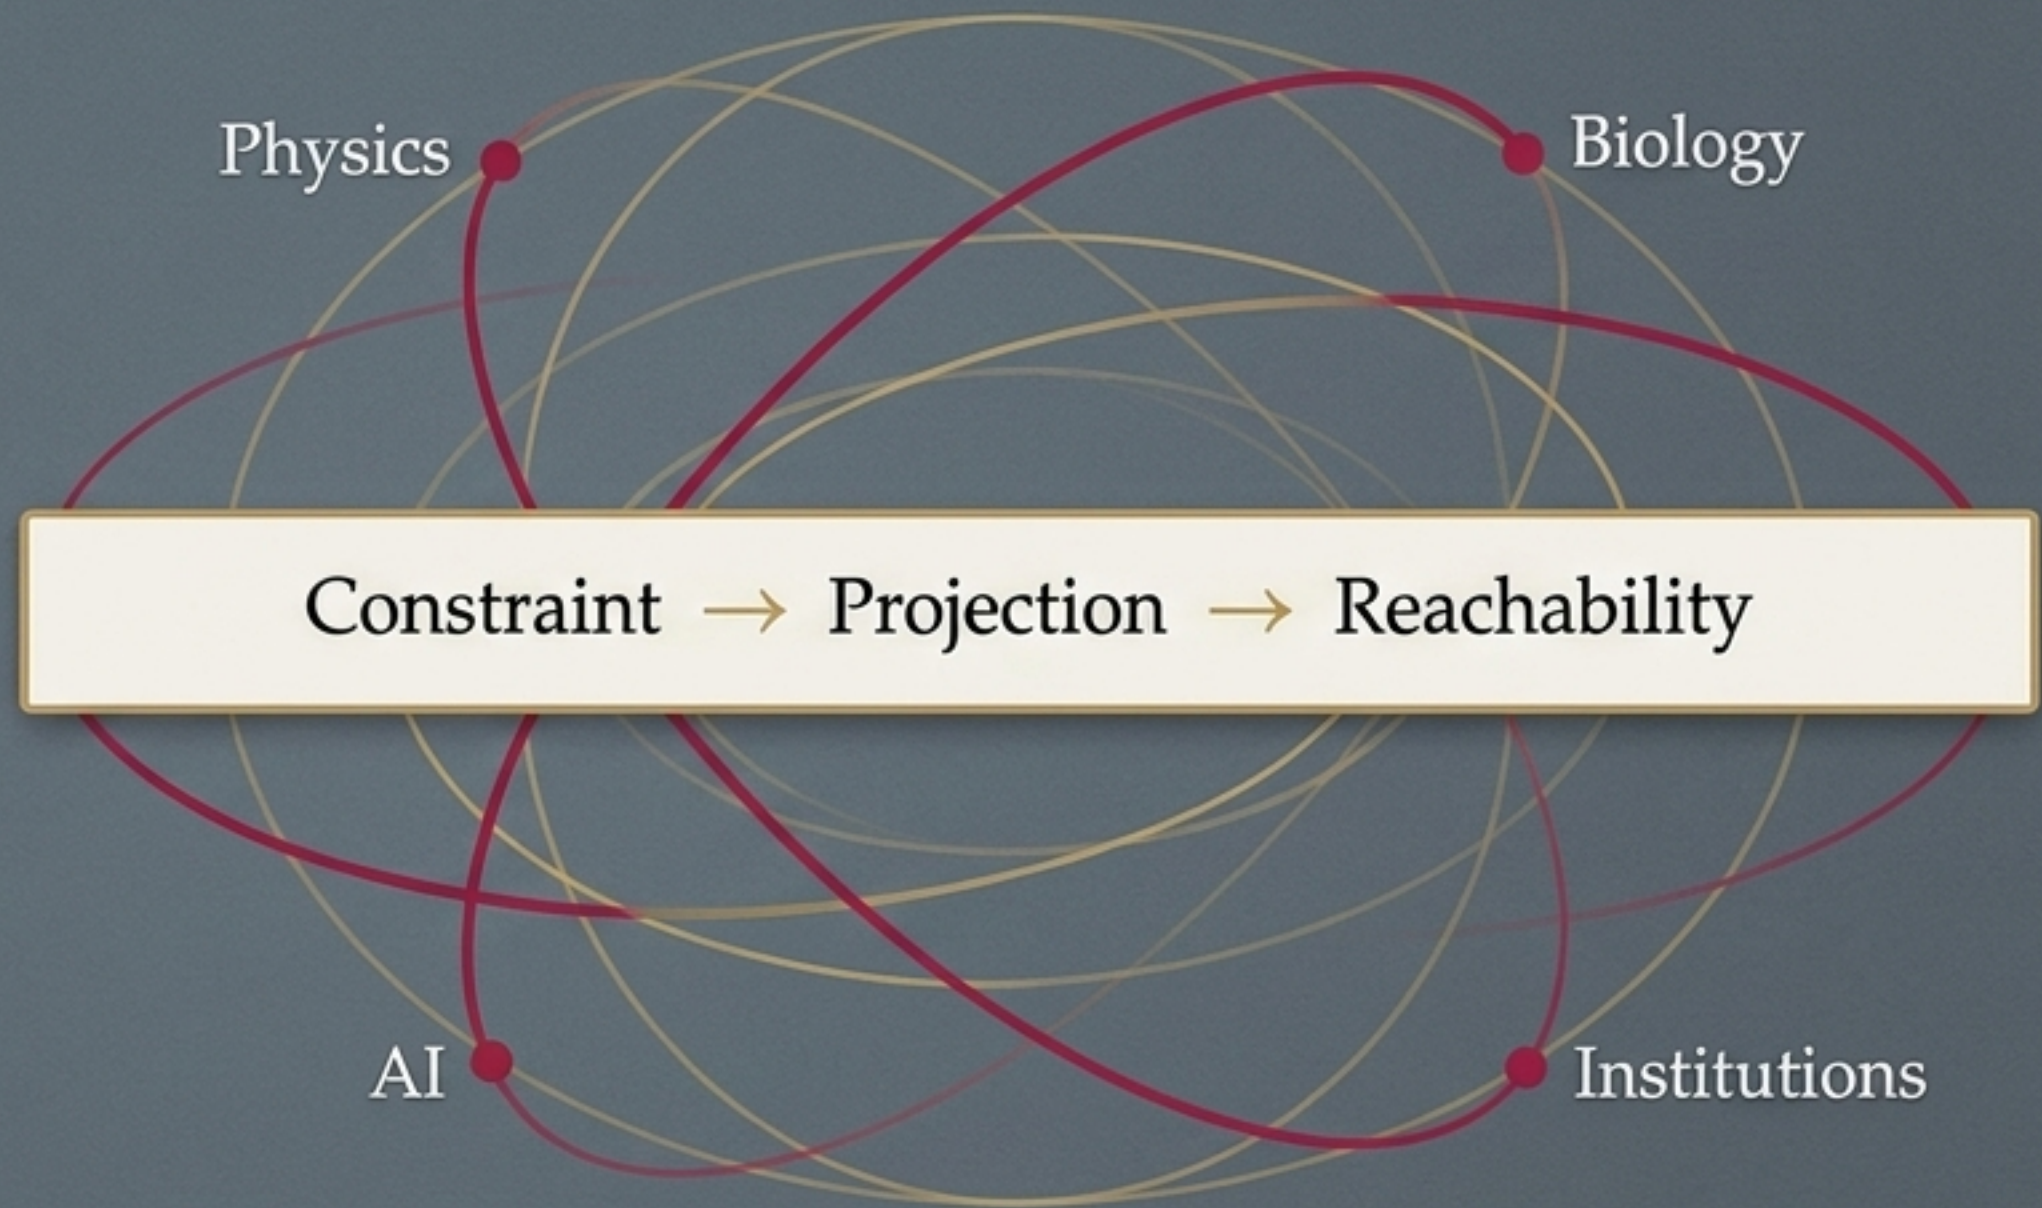 Physics
Biology
Constraint → Projection → Reachability
AI
Institutions